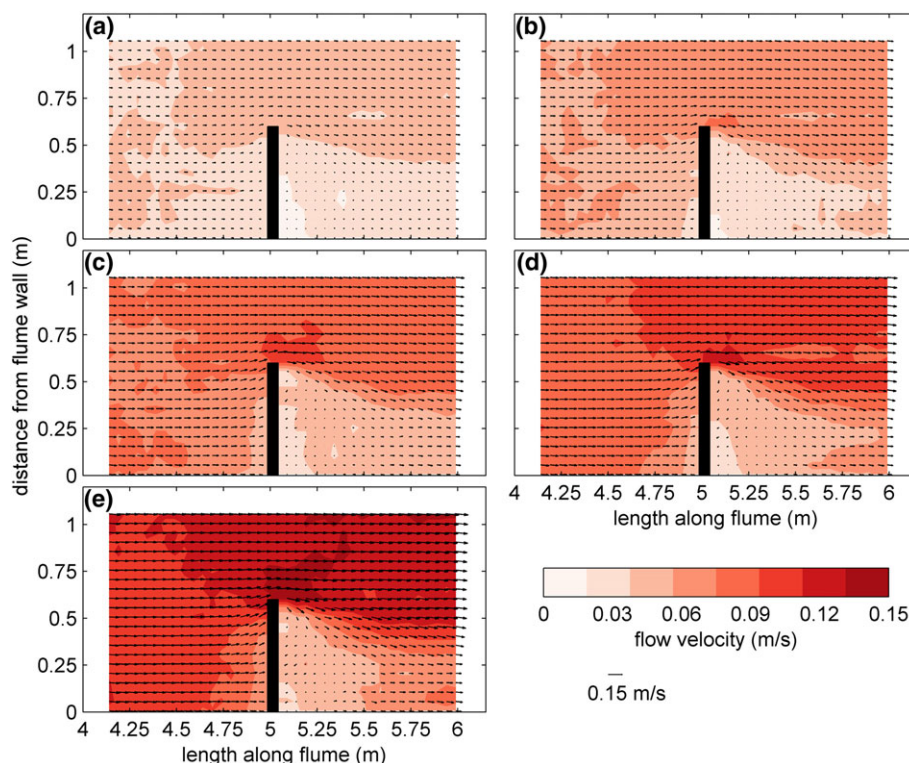 (a)
(b)
1
0.75
0.5
0.25
0
(c)
(d)
1
0.75
0.5
0.25
0
distance from flume wall (m)
4 4.25 4.5 4.75 5 5.25 5.5 5.75 6
length along flume (m)
(e)
1
0.75
0.5
0.25
0
4 4.25 4.5 4.75 5 5.25 5.5 5.75 6
length along flume (m)
0 0.03 0.06 0.09 0.12 0.15
flow velocity (m/s)
0.15 m/s